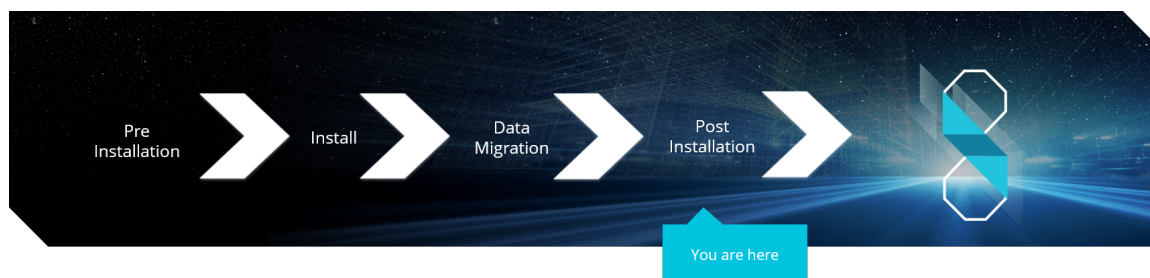 Pre
Installation
Install
Data
Migration
Post
Installation
You are here